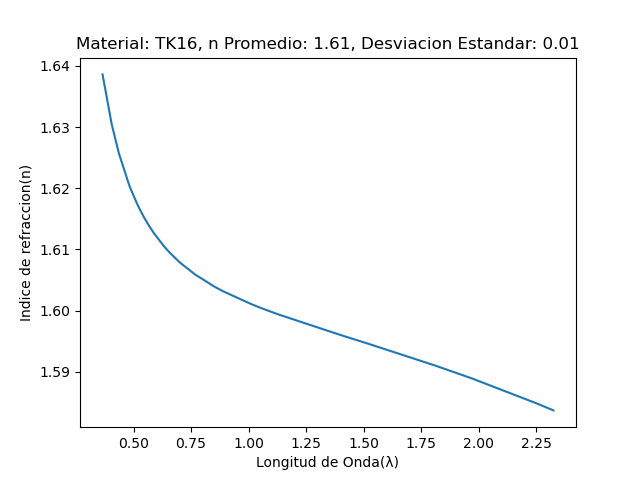 Material: TK16, n Promedio: 1.61, Desviacion Estandar: 0.01
1.64
1.63
1.62
1.61
1.60
1.59
Indice de refraccion(n)
0.50 0.75 1.00 1.25 1.50 1.75 2.00 2.25
Longitud de Onda(λ)